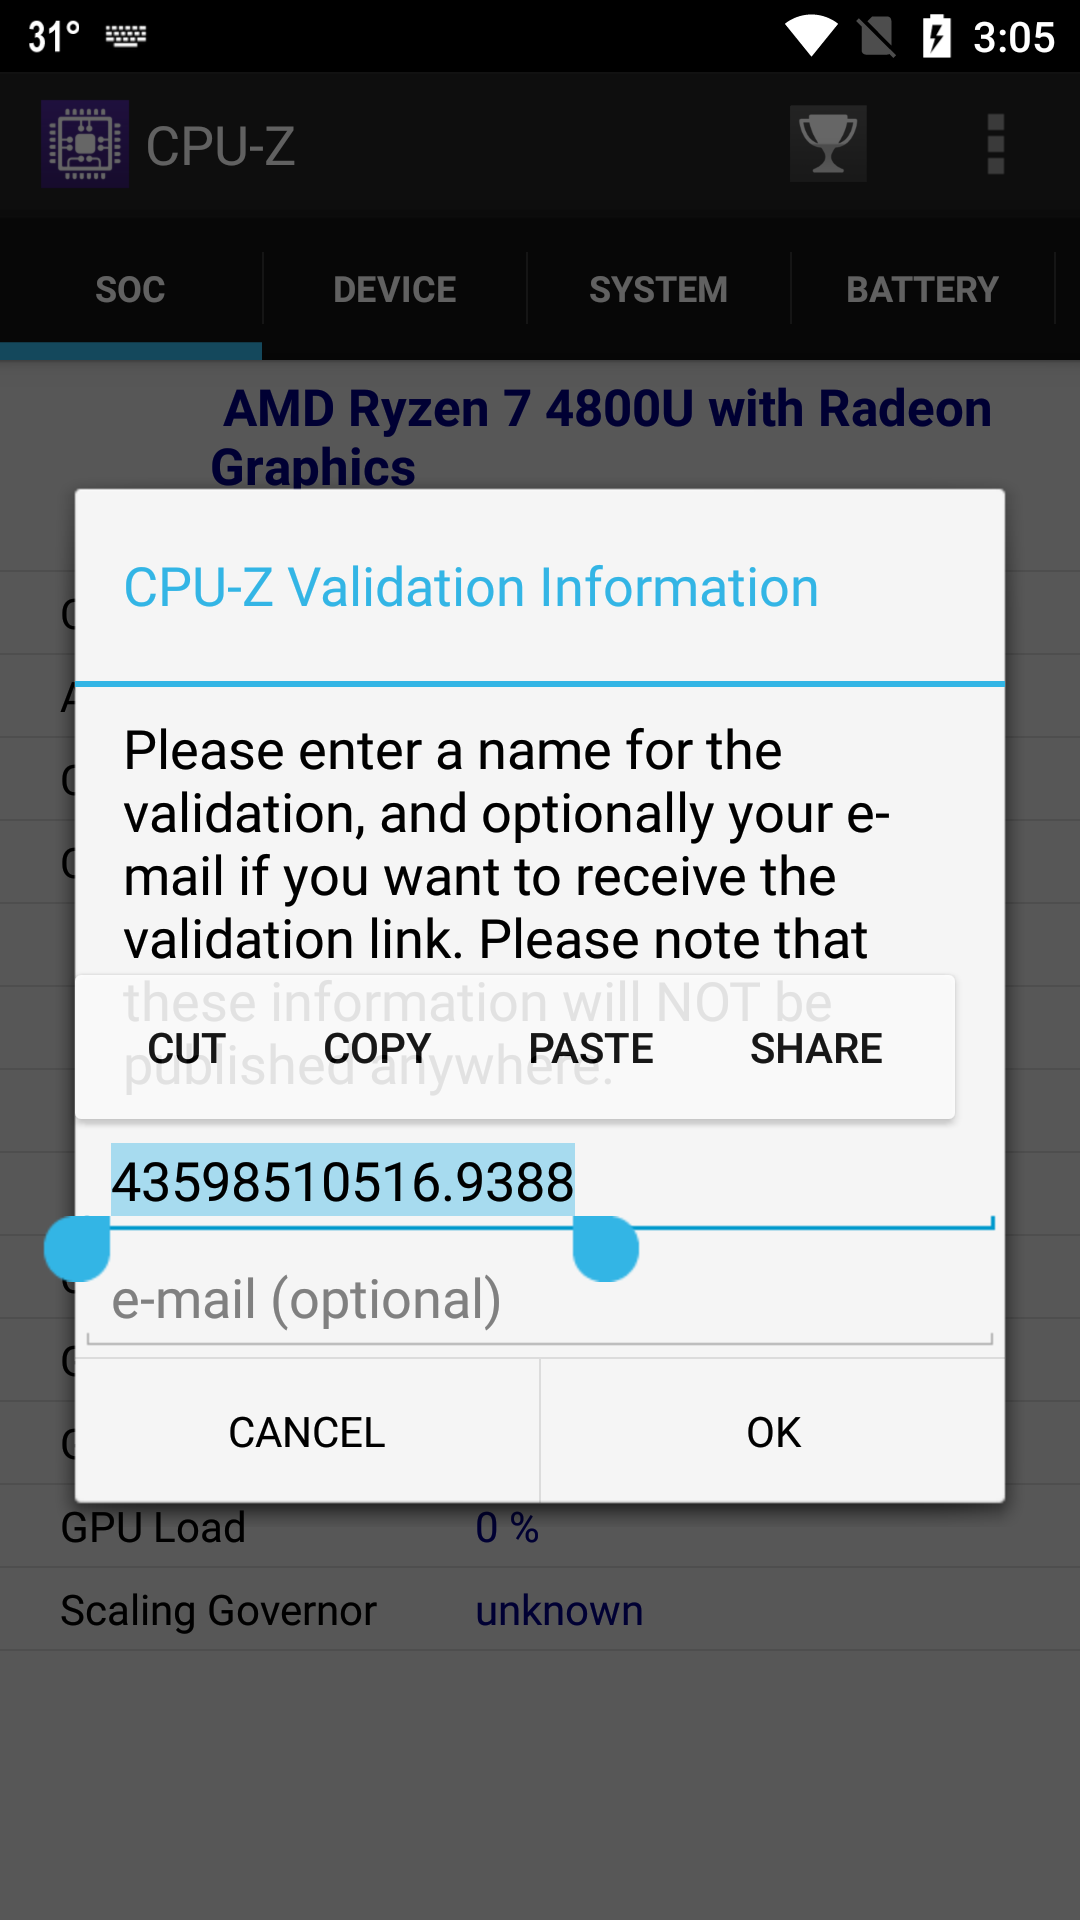 31°
3:05
CPU-Z
SOC
DEVICE
SYSTEM
BATTERY
AMD Ryzen 7 4800U with Radeon
Graphics
CPU-Z Validation Information
Please enter a name for the
validation, and optionally your e-
mail if you want to receive the
validation link. Please note that
these information will NOT be
published anywhere.
CUT
COPY
PASTE
SHARE
43598510516.9388
e-mail (optional)
CANCEL
OK
GPU Load
0 %
Scaling Governor
unknown